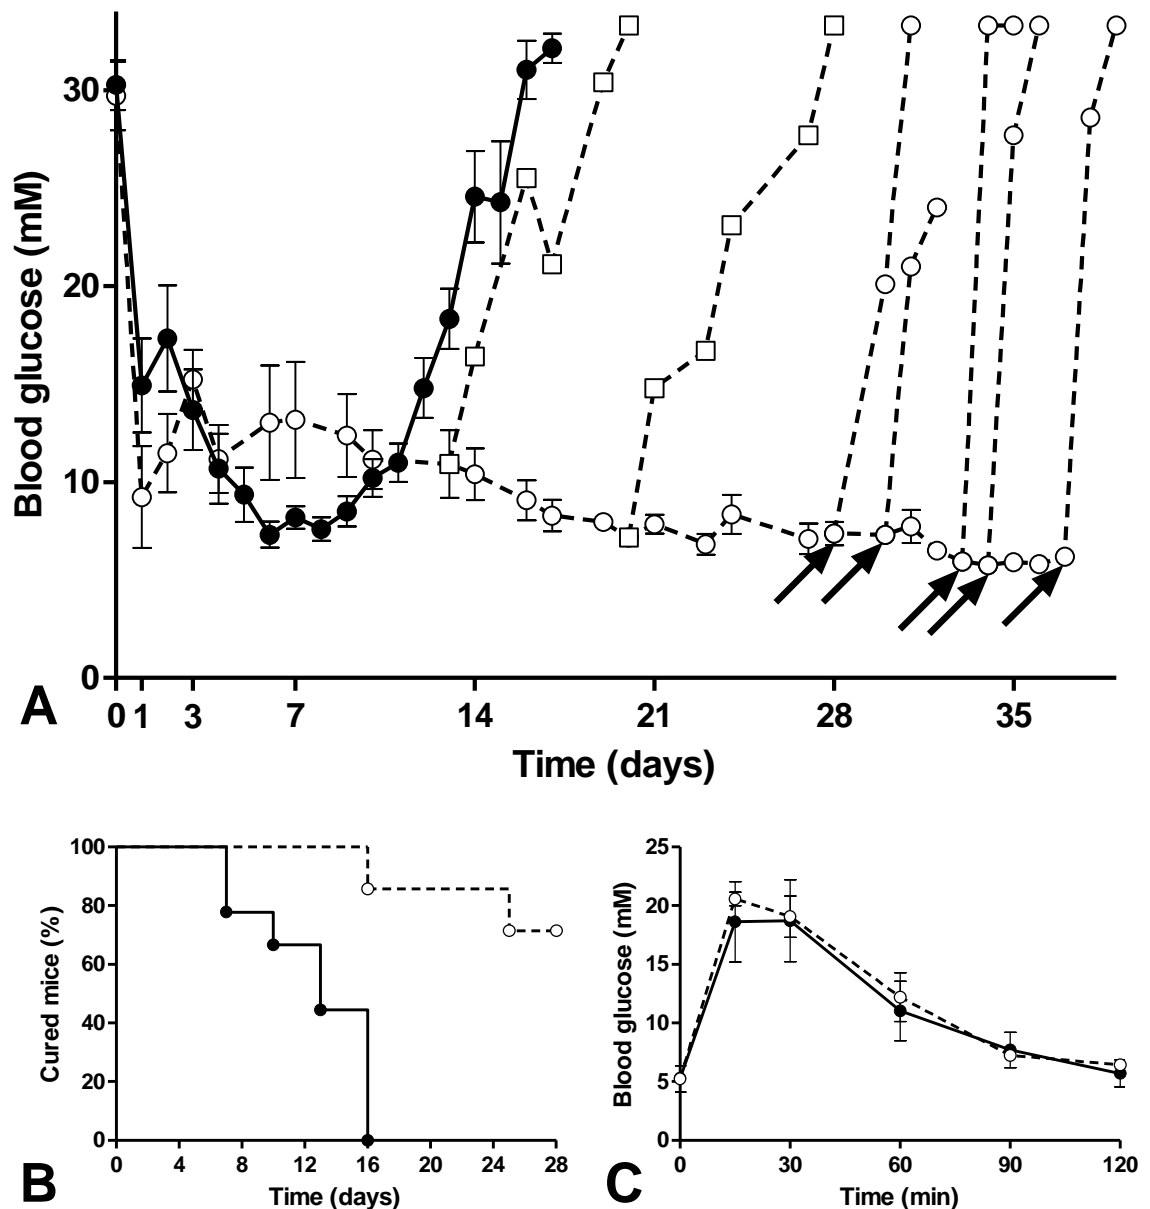 Blood glucose (mM)
30
20
10
0
0 1 3 7 14 21 28 35
Time (days)
A
Cured mice (%)
100
80
60
40
20
0
0 4 8 12 16 20 24 28
Time (days)
B
Blood glucose (mM)
25
20
15
10
5
0
0 30 60 90 120
Time (min)
C